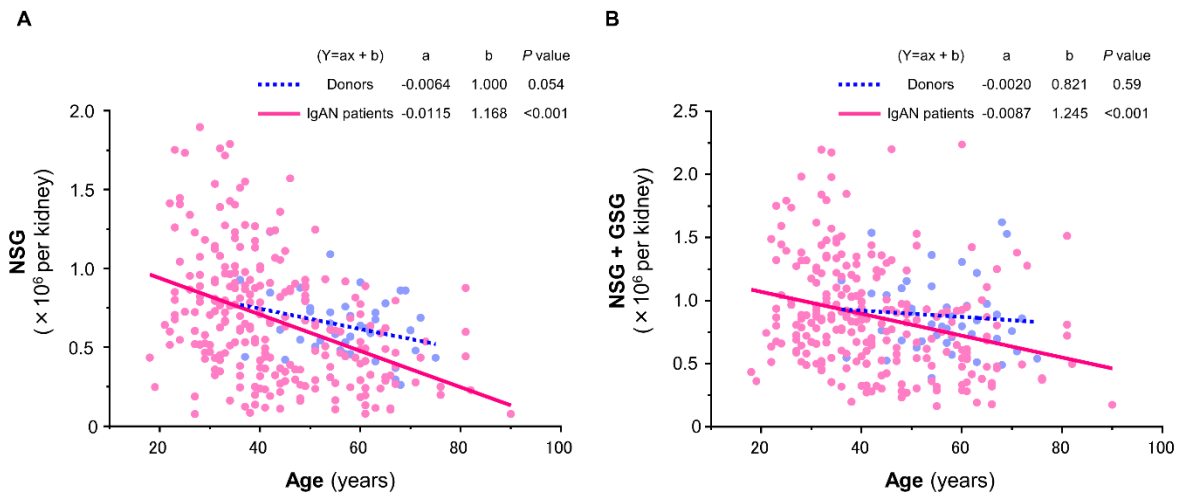 A
(Y=ax + b) a b P value
Donors -0.0064 1.000 0.054
IgAN patients -0.0115 1.168 <0.001
NSG
(×10⁶ per kidney)
2.0
1.5
1.0
0.5
0
20 40 60 80 100
Age (years)
B
(Y=ax + b) a b P value
Donors -0.0020 0.821 0.59
IgAN patients -0.0087 1.245 <0.001
NSG + GSG
(×10⁶ per kidney)
2.5
2.0
1.5
1.0
0.5
0
20 40 60 80 100
Age (years)